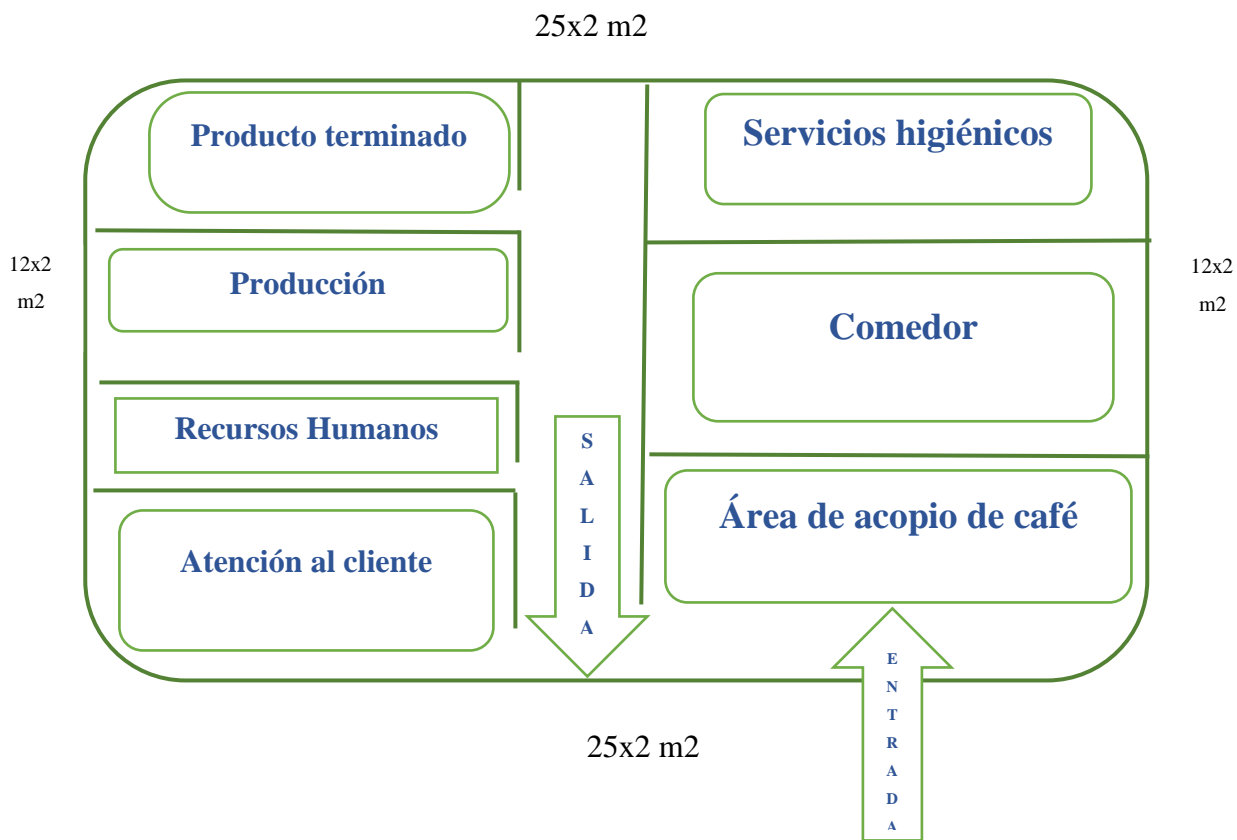 25x2 m2
Producto terminado
Servicios higiénicos
12x2
m2
Producción
12x2
m2
Comedor
Recursos Humanos
S
A
L
I
D
A
Área de acopio de café
Atención al cliente
E
N
T
R
A
D
A
25x2 m2